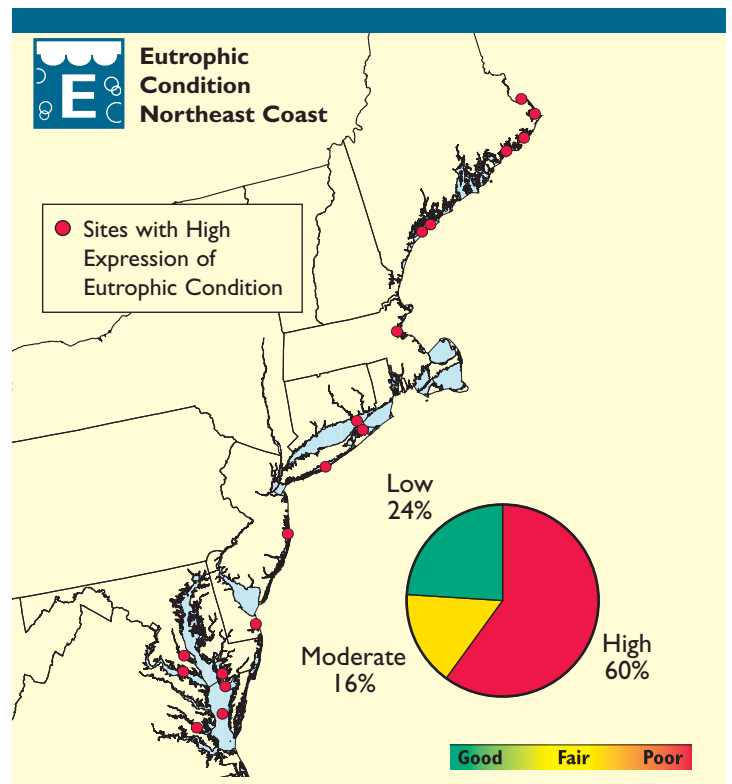 E
Eutrophic
Condition
Northeast Coast
Sites with High
Expression of
Eutrophic Condition
Low
24%
Moderate
16%
High
60%
Good Fair Poor